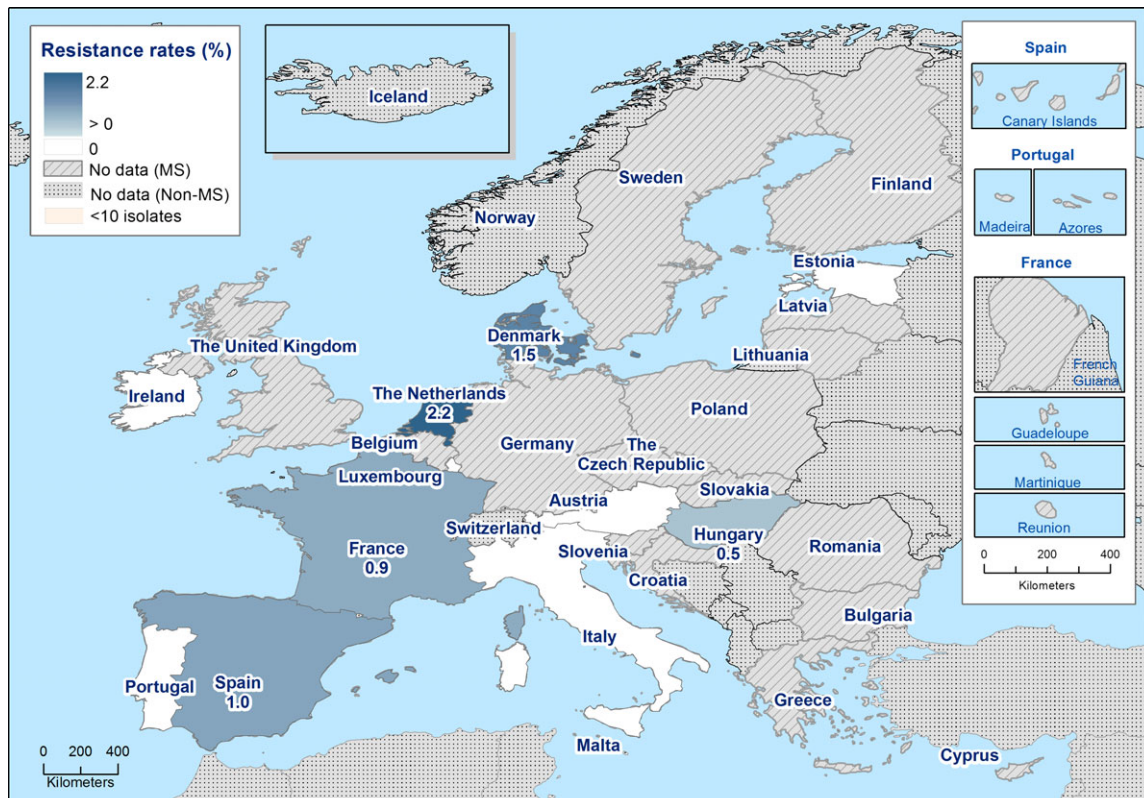 Resistance rates (%)
2.2
> 0
0
No data (MS)
No data (Non-MS)
<10 isolates
Iceland
Sweden
Finland
Norway
Estonia
Latvia
Lithuania
Denmark
1.5
The United Kingdom
Ireland
The Netherlands
2.2
Belgium
Luxembourg
Germany
Poland
The
Czech Republic
Slovakia
Austria
Switzerland
Hungary
0.5
Slovenia
Romania
France
0.9
Croatia
Bulgaria
Italy
Portugal
Spain
1.0
Greece
Malta
Cyprus
0 200 400
Kilometers
Spain
Canary Islands
Portugal
Madeira
Azores
France
French
Guiana
Guadeloupe
Martinique
Reunion
0 200 400
Kilometers